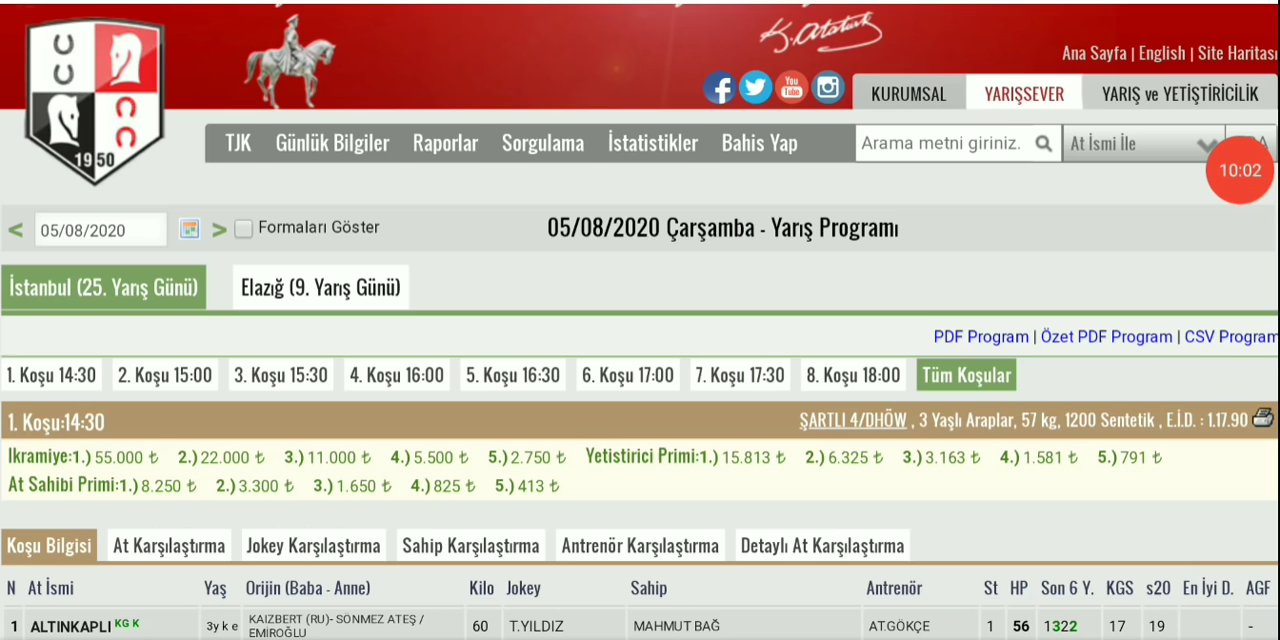 K. Atatürk
Ana Sayfa | English | Site Haritası
KURUMSAL YARIŞSEVER YARIŞ ve YETİŞTİRİCİLİK
1950
TJK Günlük Bilgiler Raporlar Sorgulama İstatistikler Bahis Yap Arama metni giriniz. At İsmi İle
10:02
< 05/08/2020 > Formaları Göster 05/08/2020 Çarşamba - Yarış Programı
İstanbul (25. Yarış Günü) Elazığ (9. Yarış Günü)
PDF Program | Özet PDF Program | CSV Program
1. Koşu 14:30 2. Koşu 15:00 3. Koşu 15:30 4. Koşu 16:00 5. Koşu 16:30 6. Koşu 17:00 7. Koşu 17:30 8. Koşu 18:00 Tüm Koşular
1. Koşu:14:30 ŞARTLI 4/DHÖW , 3 Yaşlı Araplar, 57 kg, 1200 Sentetik , E.İ.D. : 1.17.90
Ikramiye:1.) 55.000 ₺ 2.) 22.000 ₺ 3.) 11.000 ₺ 4.) 5.500 ₺ 5.) 2.750 ₺ Yetistirici Primi:1.) 15.813 ₺ 2.) 6.325 ₺ 3.) 3.163 ₺ 4.) 1.581 ₺ 5.) 791 ₺
At Sahibi Primi:1.) 8.250 ₺ 2.) 3.300 ₺ 3.) 1.650 ₺ 4.) 825 ₺ 5.) 413 ₺
Koşu Bilgisi At Karşılaştırma Jokey Karşılaştırma Sahip Karşılaştırma Antrenör Karşılaştırma Detaylı At Karşılaştırma
N At İsmi Yaş Orijin (Baba - Anne) Kilo Jokey Sahip Antrenör St HP Son 6 Y. KGS s20 En İyi D. AGF
1 ALTINKAPLI KG K 3y k e KAIZBERT (RU)- SÖNMEZ ATEŞ / EMİROĞLU 60 T.YILDIZ MAHMUT BAĞ AT.GÖKÇE 1 56 1322 17 19 -